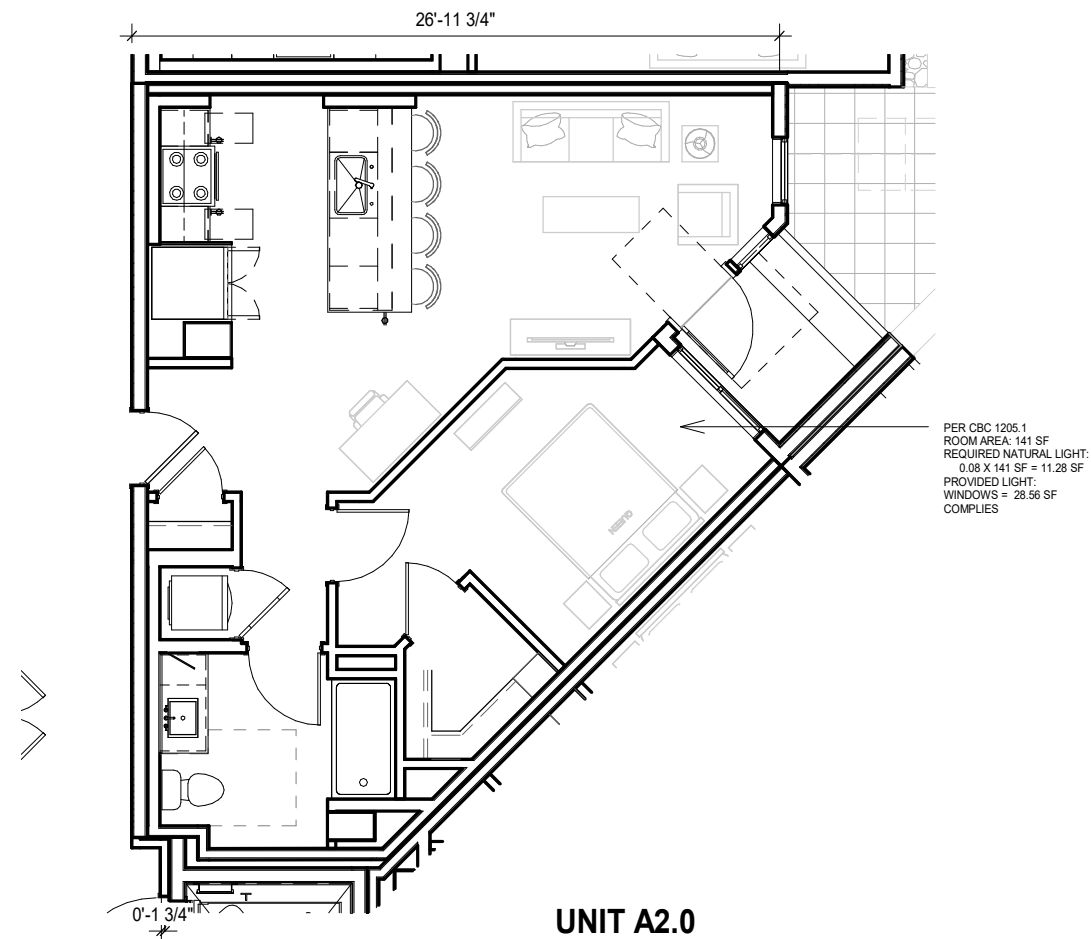 26'-11 3/4"
PER CBC 1205.1
ROOM AREA: 141 SF
REQUIRED NATURAL LIGHT:
0.08 X 141 SF = 11.28 SF
PROVIDED LIGHT:
WINDOWS = 28.56 SF
COMPLIES
QUEEN
T
0'-1 3/4"
UNIT A2.0